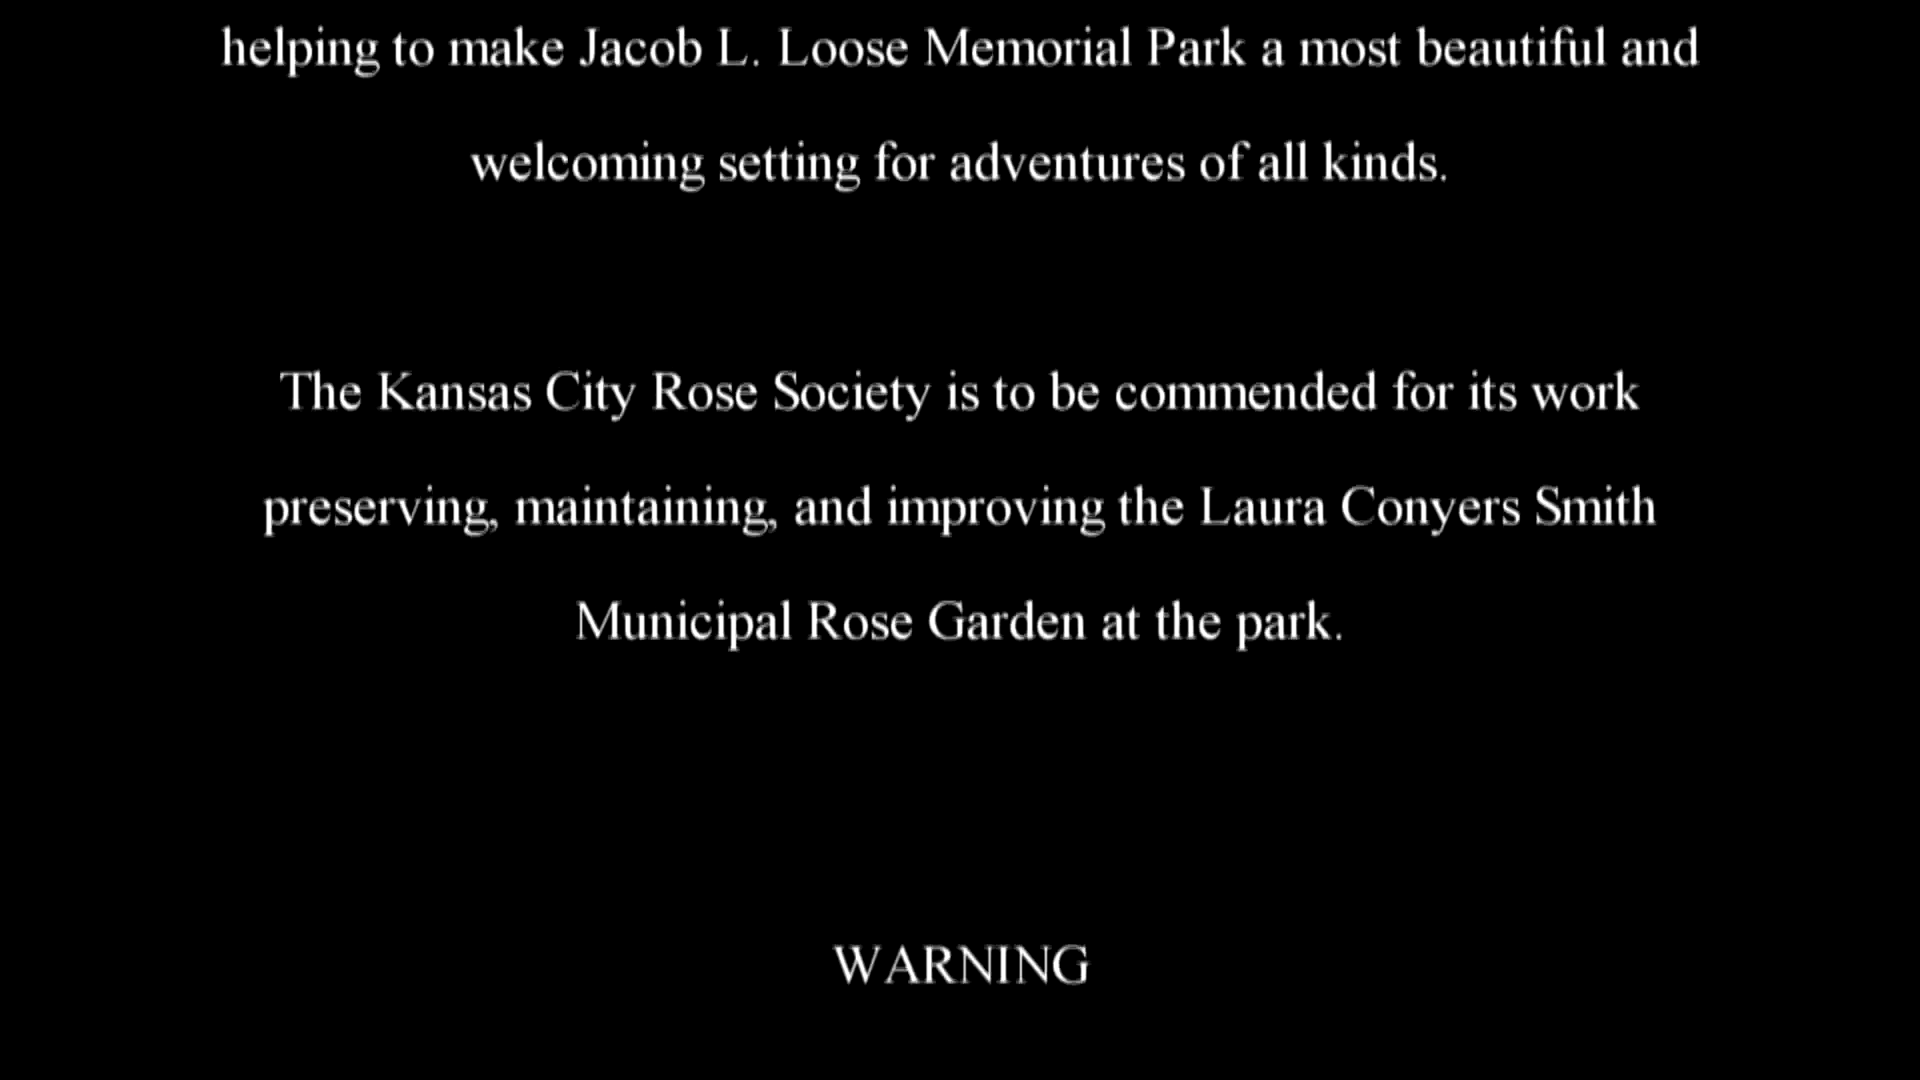 helping to make Jacob L. Loose Memorial Park a most beautiful and
welcoming setting for adventures of all kinds.
The Kansas City Rose Society is to be commended for its work
preserving, maintaining, and improving the Laura Conyers Smith
Municipal Rose Garden at the park.
WARNING